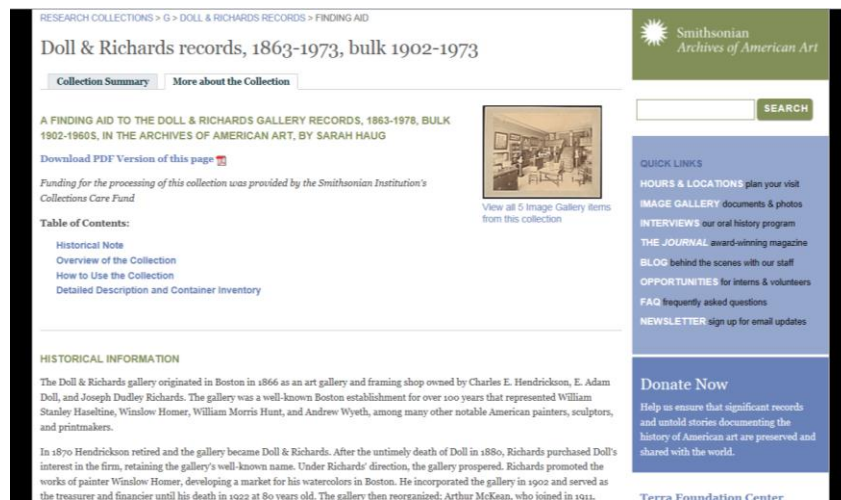 RESEARCH COLLECTIONS > G > DOLL & RICHARDS RECORDS > FINDING AID
Doll & Richards records, 1863-1973, bulk 1902-1973
Collection Summary
More about the Collection
A FINDING AID TO THE DOLL & RICHARDS GALLERY RECORDS, 1863-1978, BULK
1902-1960S, IN THE ARCHIVES OF AMERICAN ART, BY SARAH HAUG
Download PDF Version of this page
Funding for the processing of this collection was provided by the Smithsonian Institution's
Collections Care Fund
View all 5 Image Gallery items
from this collection
Table of Contents:
Historical Note
Overview of the Collection
How to Use the Collection
Detailed Description and Container Inventory
HISTORICAL INFORMATION
The Doll & Richards gallery originated in Boston in 1866 as an art gallery and framing shop owned by Charles E. Hendrickson, E. Adam
Doll, and Joseph Dudley Richards. The gallery was a well-known Boston establishment for over 100 years that represented William
Stanley Haseltine, Winslow Homer, William Morris Hunt, and Andrew Wyeth, among many other notable American painters, sculptors,
and printmakers.
In 1870 Hendrickson retired and the gallery became Doll & Richards. After the untimely death of Doll in 1880, Richards purchased Doll's
interest in the firm, retaining the gallery's well-known name. Under Richards' direction, the gallery prospered. Richards promoted the
works of painter Winslow Homer, developing a market for his watercolors in Boston. He incorporated the gallery in 1902 and served as
the treasurer and financier until his death in 1922 at 80 years old. The gallery then reorganized; Arthur McKean, who joined in 1911,
Smithsonian
Archives of American Art
SEARCH
QUICK LINKS
HOURS & LOCATIONS plan your visit
IMAGE GALLERY documents & photos
INTERVIEWS our oral history program
THE JOURNAL award-winning magazine
BLOG behind the scenes with our staff
OPPORTUNITIES for interns & volunteers
FAQ frequently asked questions
NEWSLETTER sign up for email updates
Donate Now
Help us ensure that significant records
and untold stories documenting the
history of American art are preserved and
shared with the world.
Terra Foundation Center